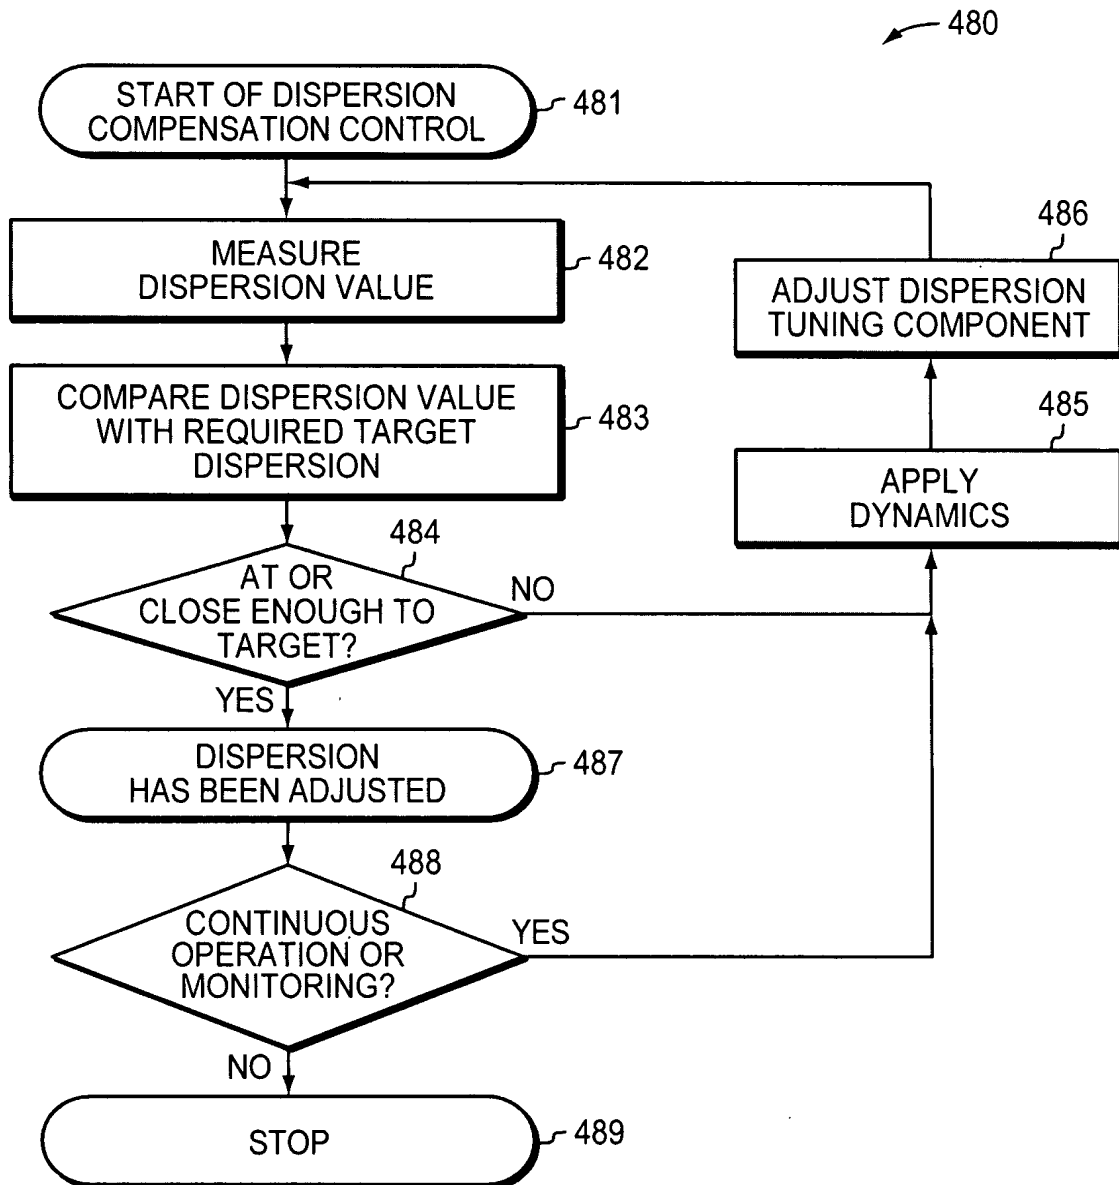 480
START OF DISPERSION
COMPENSATION CONTROL
481
MEASURE
DISPERSION VALUE
482
COMPARE DISPERSION VALUE
WITH REQUIRED TARGET
DISPERSION
483
AT OR
CLOSE ENOUGH TO
TARGET?
484
NO
YES
486
ADJUST DISPERSION
TUNING COMPONENT
485
APPLY
DYNAMICS
DISPERSION
HAS BEEN ADJUSTED
487
CONTINUOUS
OPERATION OR
MONITORING?
488
YES
NO
STOP
489